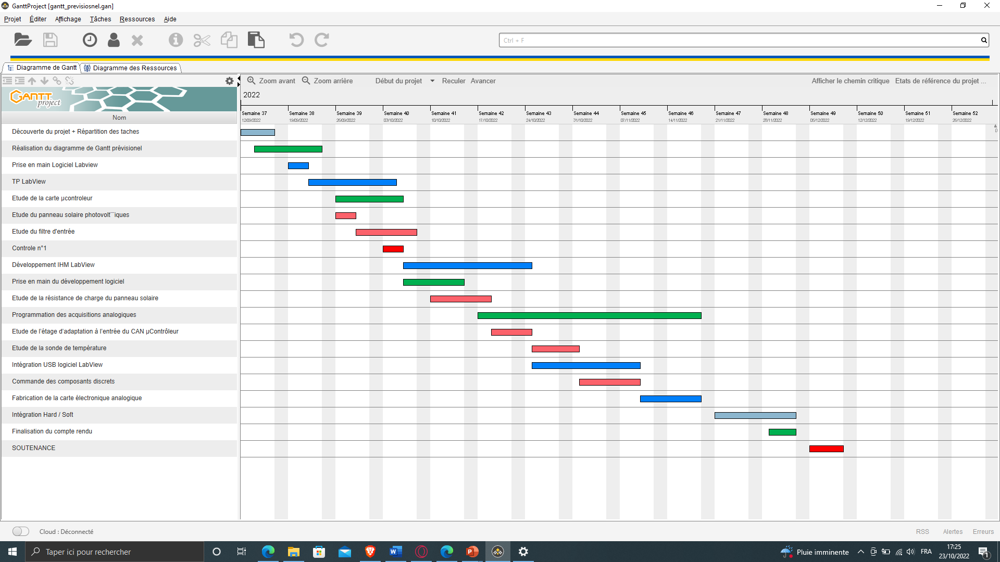 GanttProject [gantt_previsiosnel.gan]
Projet Éditer Affichage Tâches Ressources Aide
Ctrl + F
Diagramme de Gantt Diagramme des Ressources
Zoom avant Zoom arrière Début du projet Reculer Avancer Afficher le chemin critique Etats de référence du projet ...
GANTT project
2022
Nom
Semaine 37 Semaine 38 Semaine 39 Semaine 40 Semaine 41 Semaine 42 Semaine 43 Semaine 44 Semaine 45 Semaine 46 Semaine 47 Semaine 48 Semaine 49 Semaine 50 Semaine 51 Semaine 52
12/09/2022 19/09/2022 26/09/2022 03/10/2022 10/10/2022 17/10/2022 24/10/2022 31/10/2022 07/11/2022 14/11/2022 21/11/2022 28/11/2022 05/12/2022 12/12/2022 19/12/2022 26/12/2022
Découverte du projet + Répartition des taches
Réalisation du diagramme de Gantt prévisionel
Prise en main Logiciel Labview
TP LabView
Etude de la carte µcontroleur
Etude du panneau solaire photovolt¨iques
Etude du filtre d'entrée
Controle n°1
Développement IHM LabView
Prise en main du développement logiciel
Etude de la résistance de charge du panneau solaire
Programmation des acquisitions analogiques
Etude de l'étage d'adaptation à l'entrée du CAN µContrôleur
Etude de la sonde de température
Intégration USB logiciel LabView
Commande des composants discrets
Fabrication de la carte électronique analogique
Intégration Hard / Soft
Finalisation du compte rendu
SOUTENANCE
Cloud : Déconnecté RSS Alertes Erreurs
Taper ici pour rechercher
Pluie imminente FRA 17:25
23/10/2022
1